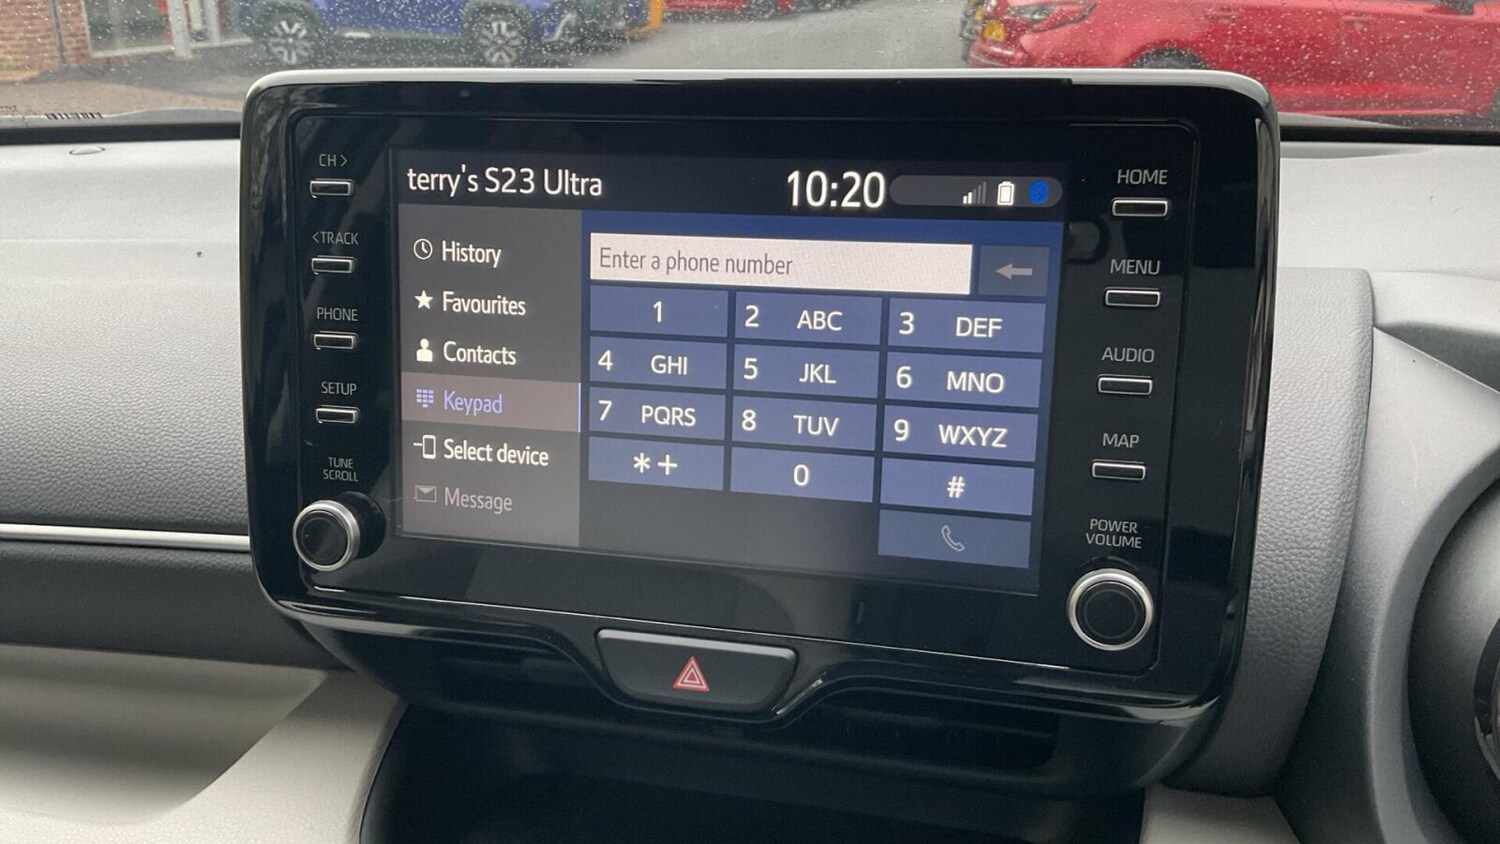 CH >
< TRACK
PHONE
SETUP
TUNE
SCROLL
terry's S23 Ultra
10:20
History
Favourites
Contacts
Keypad
Select device
Message
Enter a phone number
1
2 ABC
3 DEF
4 GHI
5 JKL
6 MNO
7 PQRS
8 TUV
9 WXYZ
*+
0
#
HOME
MENU
AUDIO
MAP
POWER
VOLUME